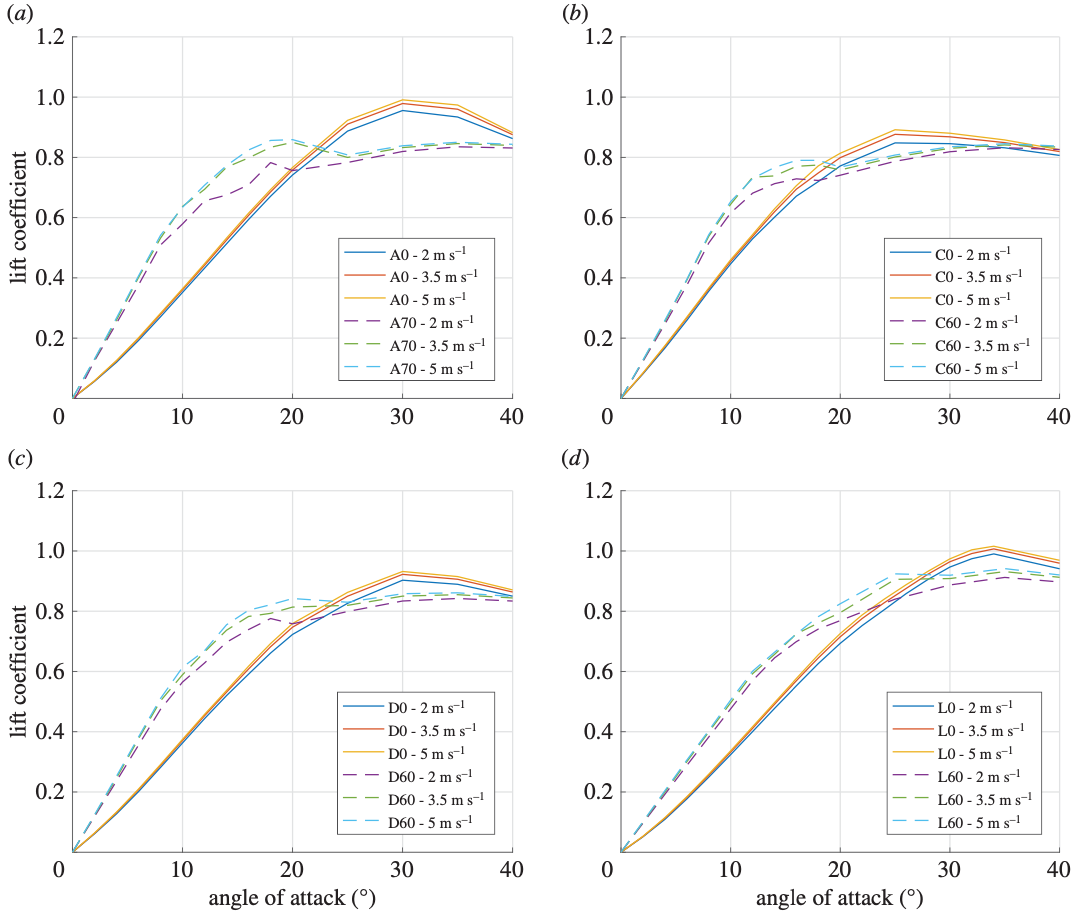 (a)
1.2
1.0
0.8
0.6
0.4
0.2
lift coefficient
A0 - 2 m s⁻¹
A0 - 3.5 m s⁻¹
A0 - 5 m s⁻¹
A70 - 2 m s⁻¹
A70 - 3.5 m s⁻¹
A70 - 5 m s⁻¹
0 10 20 30 40
(b)
1.2
1.0
0.8
0.6
0.4
0.2
C0 - 2 m s⁻¹
C0 - 3.5 m s⁻¹
C0 - 5 m s⁻¹
C60 - 2 m s⁻¹
C60 - 3.5 m s⁻¹
C60 - 5 m s⁻¹
0 10 20 30 40
(c)
1.2
1.0
0.8
0.6
0.4
0.2
lift coefficient
D0 - 2 m s⁻¹
D0 - 3.5 m s⁻¹
D0 - 5 m s⁻¹
D60 - 2 m s⁻¹
D60 - 3.5 m s⁻¹
D60 - 5 m s⁻¹
0 10 20 30 40
angle of attack (°)
(d)
1.2
1.0
0.8
0.6
0.4
0.2
L0 - 2 m s⁻¹
L0 - 3.5 m s⁻¹
L0 - 5 m s⁻¹
L60 - 2 m s⁻¹
L60 - 3.5 m s⁻¹
L60 - 5 m s⁻¹
0 10 20 30 40
angle of attack (°)